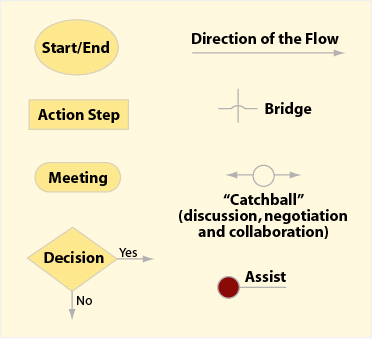 Start/End
Action Step
Meeting
Decision
Yes
No
Direction of the Flow
Bridge
“Catchball”
(discussion, negotiation
and collaboration)
Assist